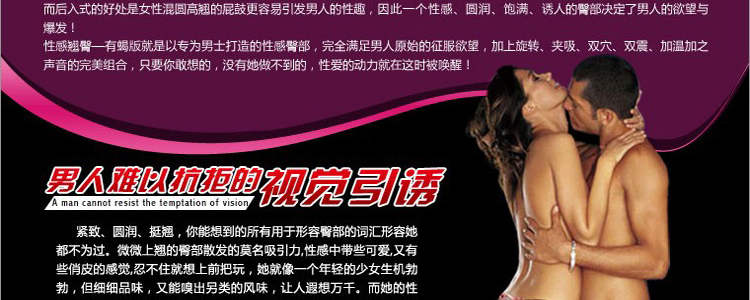 而后入式的好处是女性混圆高翘的屁鼓更容易引发男人的性趣，因此一个性感、圆润、饱满、诱人的臀部决定了男人的欲望与
爆发！
性感翘臀—有蝎版就是以专为男士打造的性感臀部，完全满足男人原始的征服欲望，加上旋转、夹吸、双穴、双震、加温加之
声音的完美组合，只要你敢想的，没有她做不到的，性爱的动力就在这时被唤醒！
男人难以抗拒的视觉引诱
A man cannot resist the temptation of vision
紧致、圆润、挺翘，你能想到的所有用于形容臀部的词汇形容她
都不为过。微微上翘的臀部散发的莫名吸引力,性感中带些可爱,又有
些俏皮的感觉,忍不住就想上前把玩，她就像一个年轻的少女生机勃
勃，但细细品味，又能嗅出另类的风味，让人遐想万千。而她的性